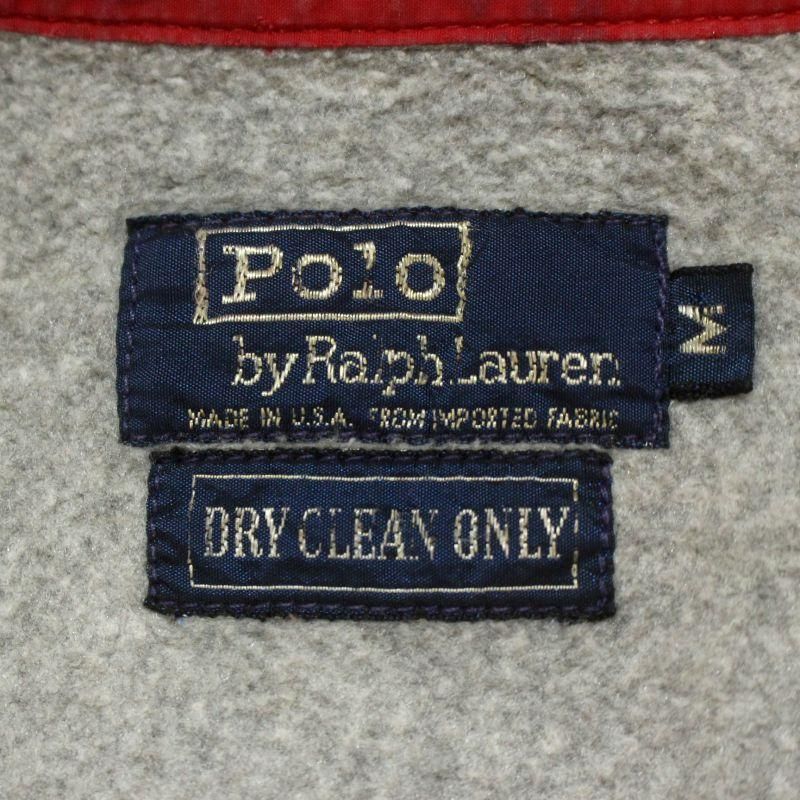 Polo
by Ralph Lauren
MADE IN U.S.A. FROM IMPORTED FABRIC
M
DRY CLEAN ONLY